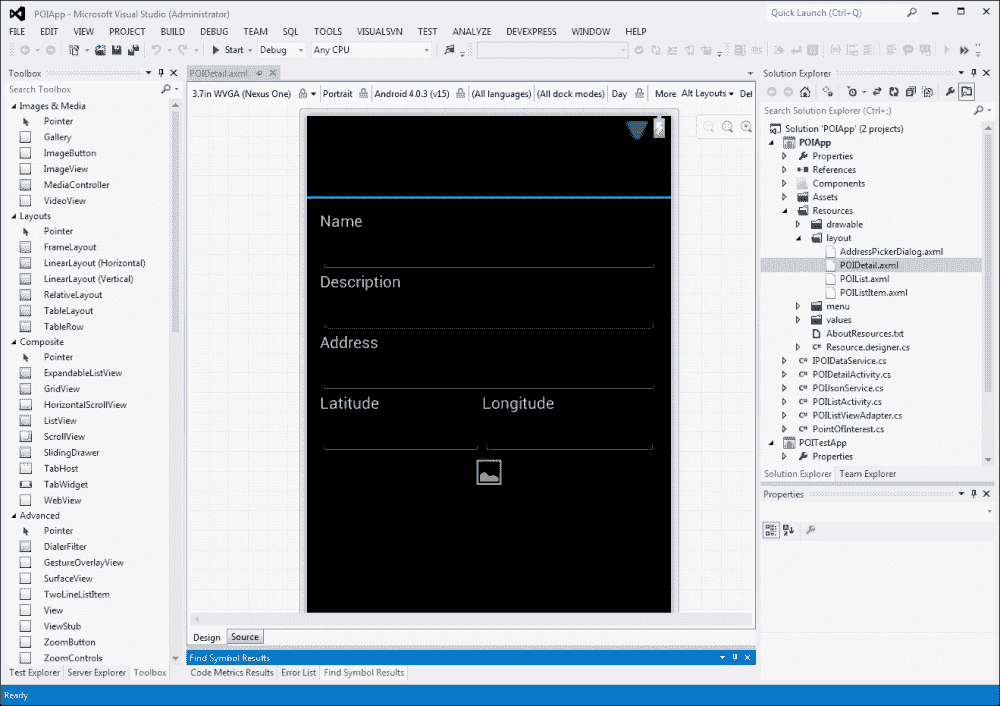 POIApp - Microsoft Visual Studio (Administrator)
Quick Launch (Ctrl+Q)
FILE EDIT VIEW PROJECT BUILD DEBUG TEAM SQL TOOLS VISUALSVN TEST ANALYZE DEVEXPRESS WINDOW HELP
Start Debug Any CPU
Toolbox
Search Toolbox
Images & Media
Pointer
Gallery
ImageButton
ImageView
MediaController
VideoView
Layouts
Pointer
FrameLayout
LinearLayout (Horizontal)
LinearLayout (Vertical)
RelativeLayout
TableLayout
TableRow
Composite
Pointer
ExpandableListView
GridView
HorizontalScrollView
ListView
ScrollView
SlidingDrawer
TabHost
TabWidget
WebView
Advanced
Pointer
DialerFilter
GestureOverlayView
SurfaceView
TwoLineListItem
View
ViewStub
ZoomButton
ZoomControls
Test Explorer Server Explorer Toolbox
POIDetail.axml
3.7in WVGA (Nexus One) Portrait Android 4.0.3 (v15) (All languages) (All dock modes) Day More Alt Layouts Del
Name
Description
Address
Latitude Longitude
Design Source
Find Symbol Results
Code Metrics Results Error List Find Symbol Results
Solution Explorer
Search Solution Explorer (Ctrl+;)
Solution 'POIApp' (2 projects)
POIApp
Properties
References
Components
Assets
Resources
drawable
layout
AddressPickerDialog.axml
POIDetail.axml
POIList.axml
POIListItem.axml
menu
values
AboutResources.txt
C# Resource.designer.cs
C# IPOIDataService.cs
C# POIDetailActivity.cs
C# POIJsonService.cs
C# POIListActivity.cs
C# POIListViewAdapter.cs
C# PointOfInterest.cs
POITestApp
Properties
Solution Explorer Team Explorer
Properties
Ready